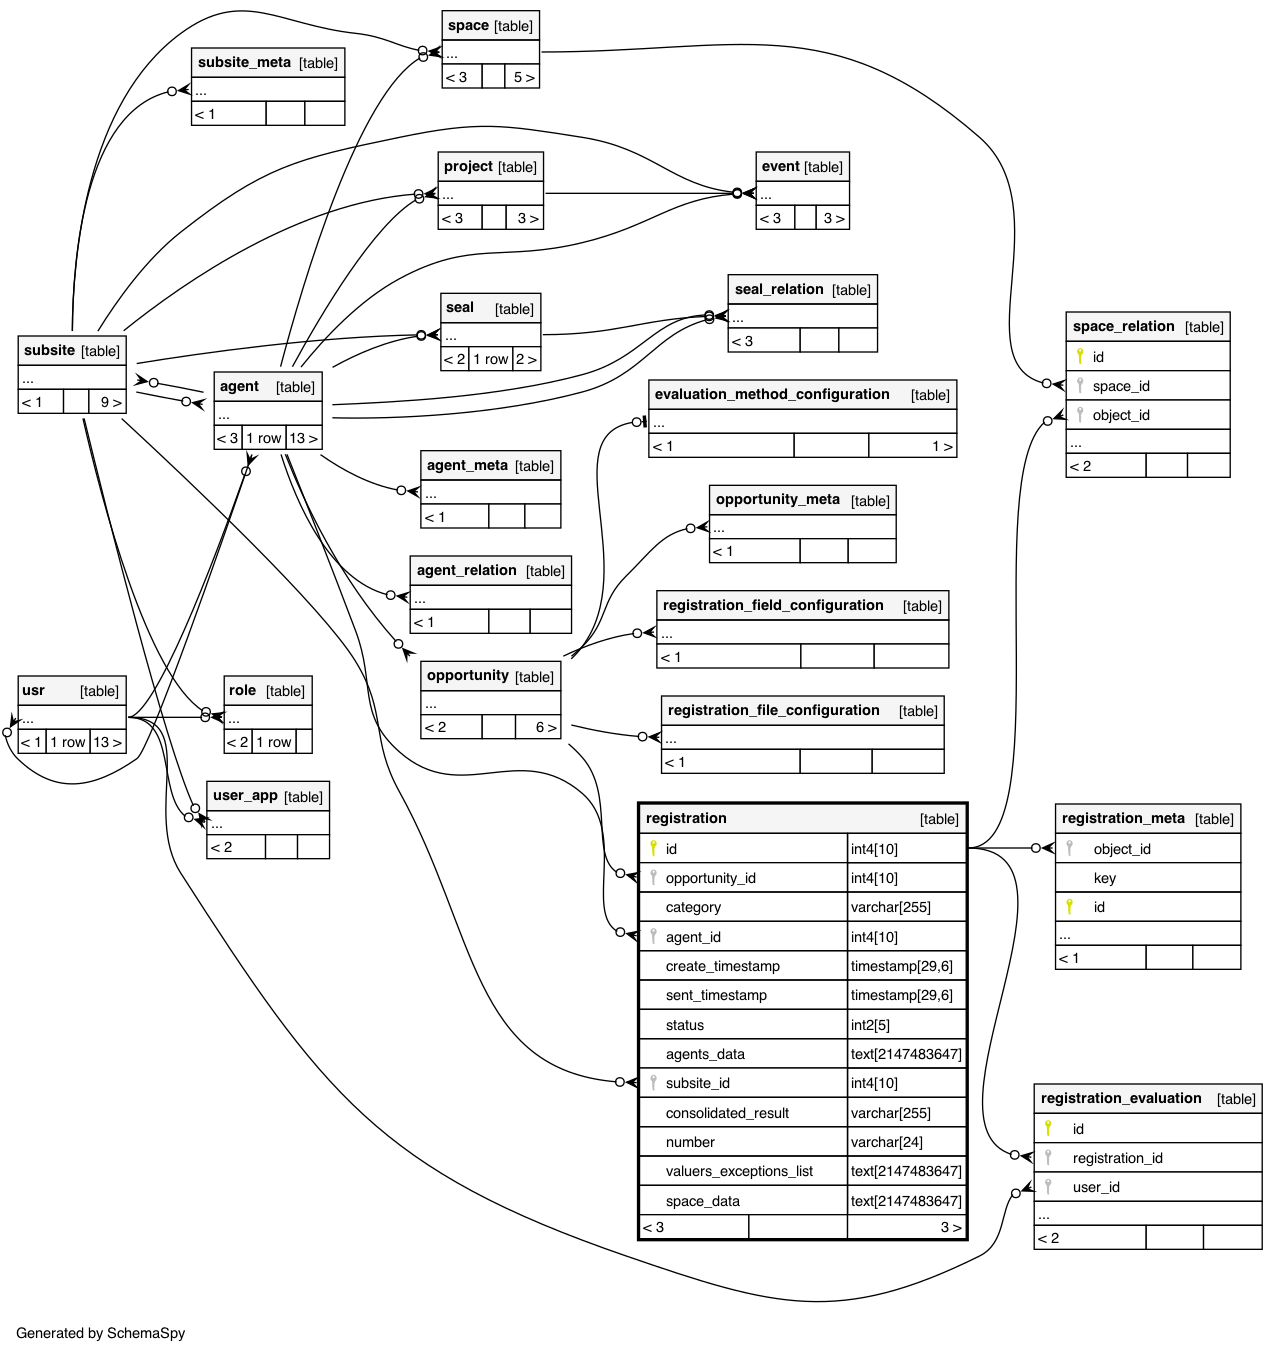 space [table]
...
< 3 5 >
subsite_meta [table]
...
< 1
project [table]
...
< 3 3 >
event [table]
...
< 3 3 >
seal_relation [table]
...
< 3
seal [table]
...
< 2 1 row 2 >
space_relation [table]
id
space_id
object_id
...
< 2
subsite [table]
...
< 1 9 >
agent [table]
...
< 3 1 row 13 >
evaluation_method_configuration [table]
...
< 1 1 >
agent_meta [table]
...
< 1
opportunity_meta [table]
...
< 1
agent_relation [table]
...
< 1
registration_field_configuration [table]
...
< 1
opportunity [table]
...
< 2 6 >
usr [table]
...
< 1 1 row 13 >
role [table]
...
< 2 1 row
registration_file_configuration [table]
...
< 1
user_app [table]
...
< 2
registration [table]
id int4[10]
opportunity_id int4[10]
category varchar[255]
agent_id int4[10]
create_timestamp timestamp[29,6]
sent_timestamp timestamp[29,6]
status int2[5]
agents_data text[2147483647]
subsite_id int4[10]
consolidated_result varchar[255]
number varchar[24]
valuers_exceptions_list text[2147483647]
space_data text[2147483647]
< 3 3 >
registration_meta [table]
object_id
key
id
...
< 1
registration_evaluation [table]
id
registration_id
user_id
...
< 2
Generated by SchemaSpy